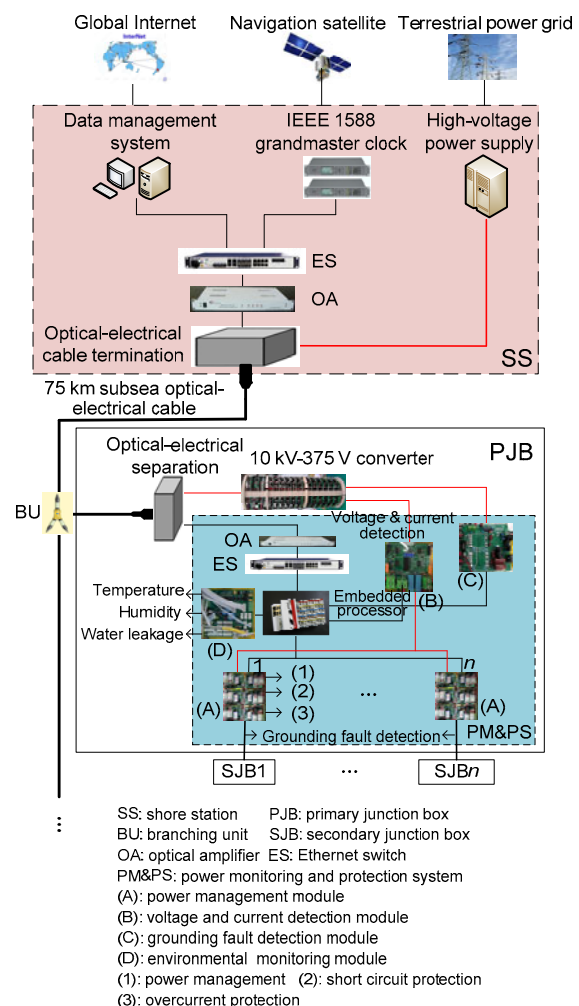 Global Internet
Navigation satellite
Terrestrial power grid
InterNet
Data management
system
IEEE 1588
grandmaster clock
High-voltage
power supply
ES
OA
Optical-electrical
cable termination
SS
75 km subsea optical-
electrical cable
Optical-electrical
separation
10 kV-375 V converter
PJB
BU
Voltage & current
detection
OA
ES
(C)
Temperature
Humidity
Water leakage
Embedded
processor
(B)
(D)
1
n
(A)
(1)
(2)
(3)
...
(A)
Grounding fault detection
PM&PS
SJB1
...
SJBn
...
SS: shore station PJB: primary junction box
BU: branching unit SJB: secondary junction box
OA: optical amplifier ES: Ethernet switch
PM&PS: power monitoring and protection system
(A): power management module
(B): voltage and current detection module
(C): grounding fault detection module
(D): environmental monitoring module
(1): power management (2): short circuit protection
(3): overcurrent protection